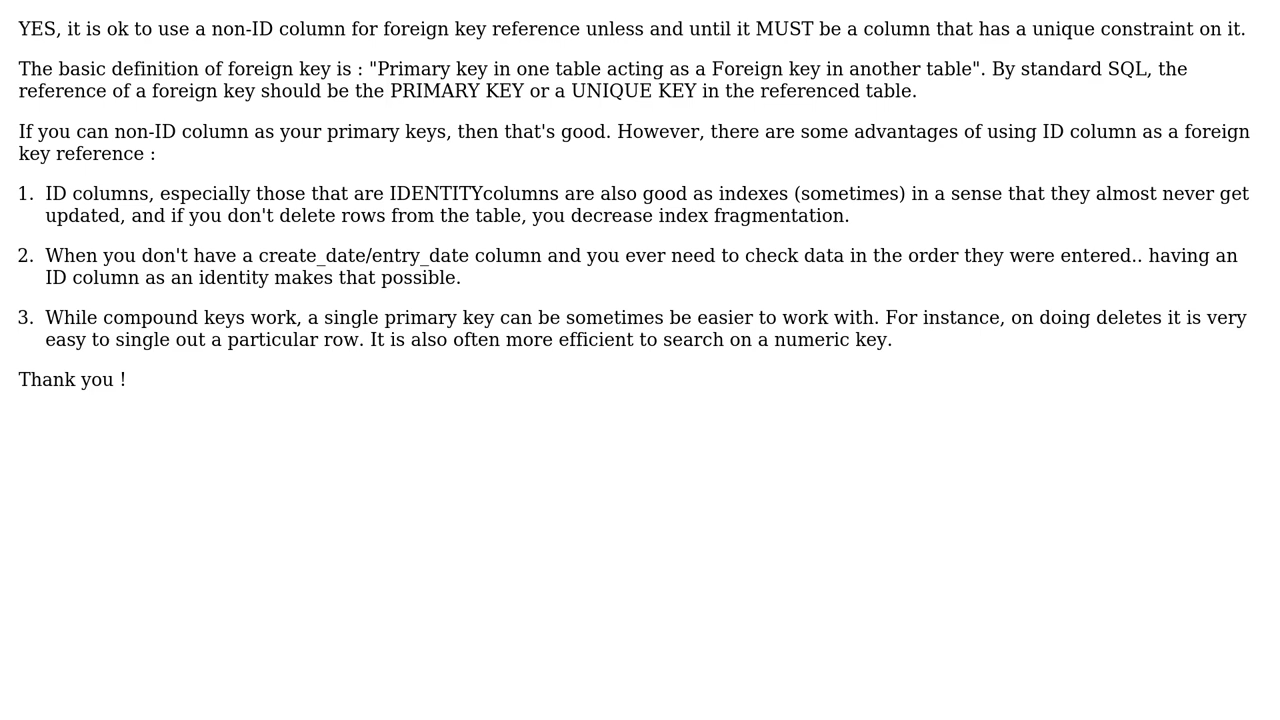 YES, it is ok to use a non-ID column for foreign key reference unless and until it MUST be a column that has a unique constraint on it.
The basic definition of foreign key is : "Primary key in one table acting as a Foreign key in another table". By standard SQL, the
reference of a foreign key should be the PRIMARY KEY or a UNIQUE KEY in the referenced table.
If you can non-ID column as your primary keys, then that's good. However, there are some advantages of using ID column as a foreign
key reference :
1. ID columns, especially those that are IDENTITYcolumns are also good as indexes (sometimes) in a sense that they almost never get
updated, and if you don't delete rows from the table, you decrease index fragmentation.
2. When you don't have a create_date/entry_date column and you ever need to check data in the order they were entered.. having an
ID column as an identity makes that possible.
3. While compound keys work, a single primary key can be sometimes be easier to work with. For instance, on doing deletes it is very
easy to single out a particular row. It is also often more efficient to search on a numeric key.
Thank you !